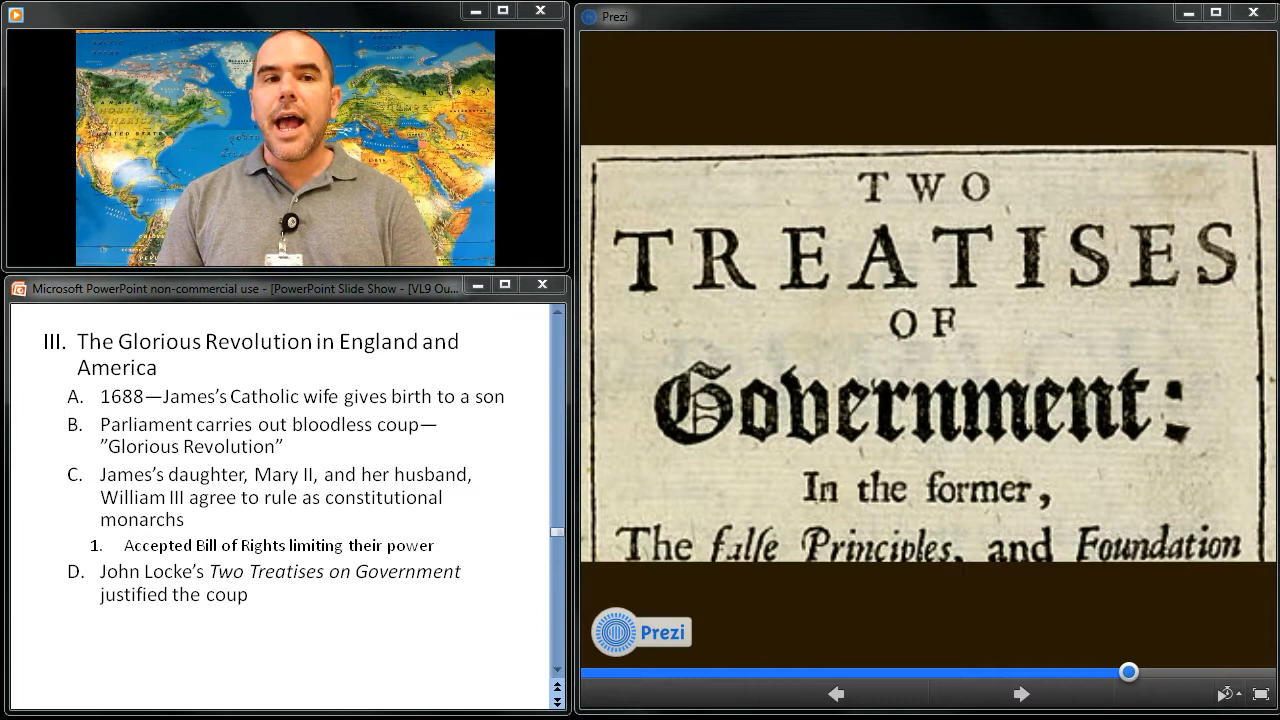 Prezi
UNITED STATES
Microsoft PowerPoint non-commercial use - [PowerPoint Slide Show - [VL9 Ou...
III. The Glorious Revolution in England and
America
A. 1688—James’s Catholic wife gives birth to a son
B. Parliament carries out bloodless coup—
”Glorious Revolution”
C. James’s daughter, Mary II, and her husband,
William III agree to rule as constitutional
monarchs
1. Accepted Bill of Rights limiting their power
D. John Locke’s Two Treatises on Government
justified the coup
TWO
TREATISES
OF
Government:
In the former,
The falſe Principles, and Foundation
Prezi